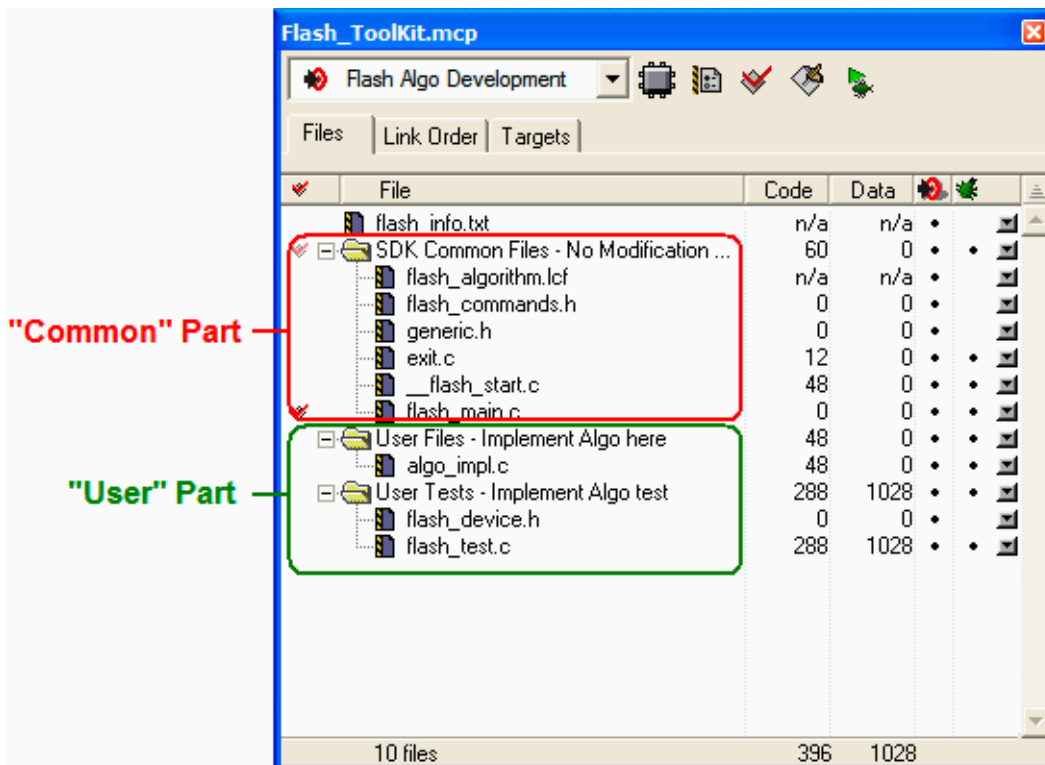 Flash_ToolKit.mcp
Flash Algo Development
Files Link Order Targets
File Code Data
flash_info.txt n/a n/a
SDK Common Files - No Modification ... 60 0
flash_algorithm.lcf n/a n/a
flash_commands.h 0 0
generic.h 0 0
"Common" Part
exit.c 12 0
__flash_start.c 48 0
flash_main.c 0 0
User Files - Implement Algo here 48 0
algo_impl.c 48 0
"User" Part
User Tests - Implement Algo test 288 1028
flash_device.h 0 0
flash_test.c 288 1028
10 files 396 1028